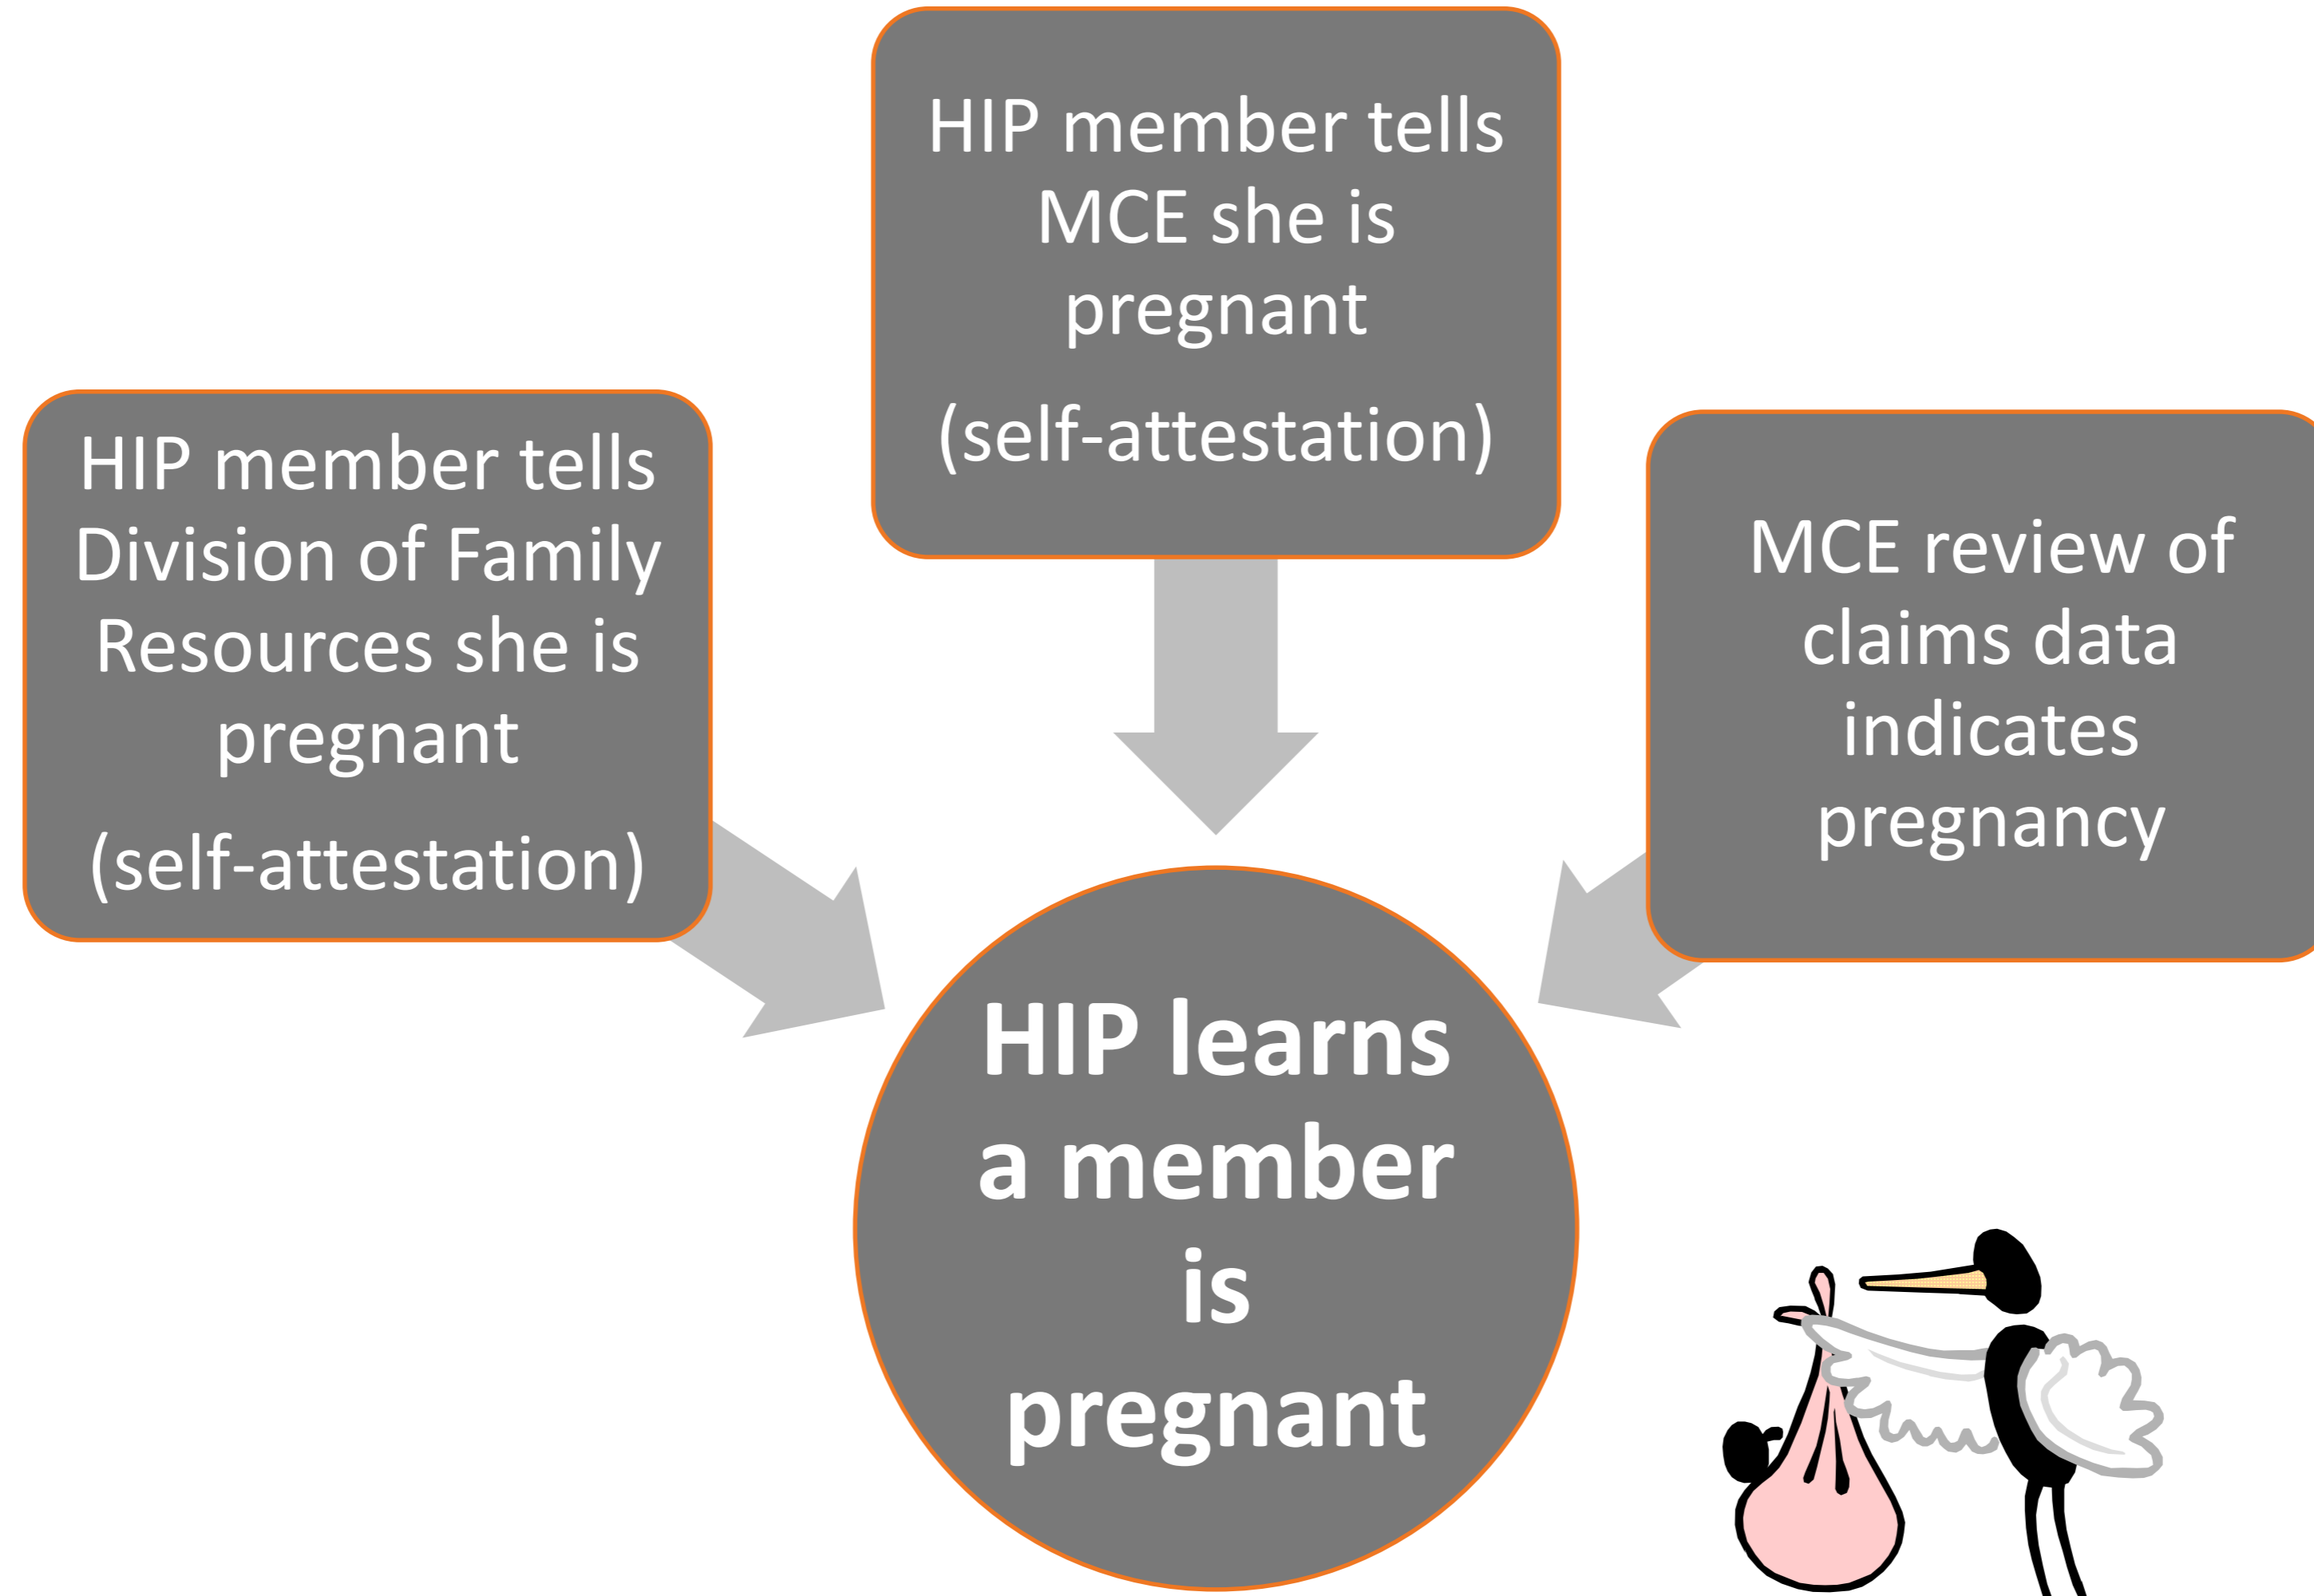 HIP member tells
MCE she is
pregnant
(self-attestation)
HIP member tells
Division of Family
Resources she is
pregnant
(self-attestation)
MCE review of
claims data
indicates
pregnancy
HIP learns
a member
is
pregnant